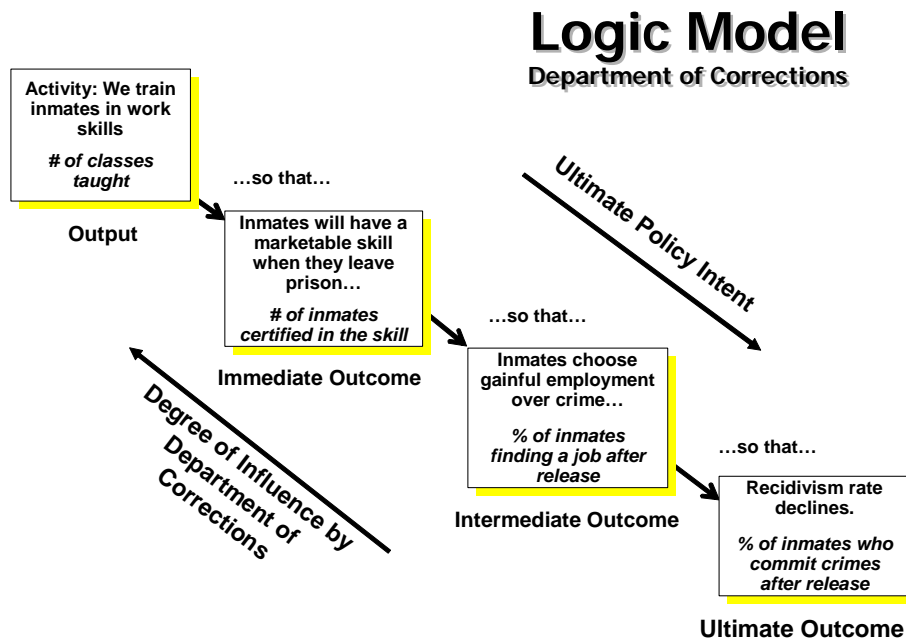 Logic Model
Department of Corrections
Activity: We train
inmates in work
skills
# of classes
taught
Output
…so that…
Inmates will have a
marketable skill
when they leave
prison…
# of inmates
certified in the skill
Immediate Outcome
…so that…
Inmates choose
gainful employment
over crime…
% of inmates
finding a job after
release
Intermediate Outcome
…so that…
Recidivism rate
declines.
% of inmates who
commit crimes
after release
Ultimate Outcome
Ultimate Policy Intent
Degree of Influence by
Department of
Corrections